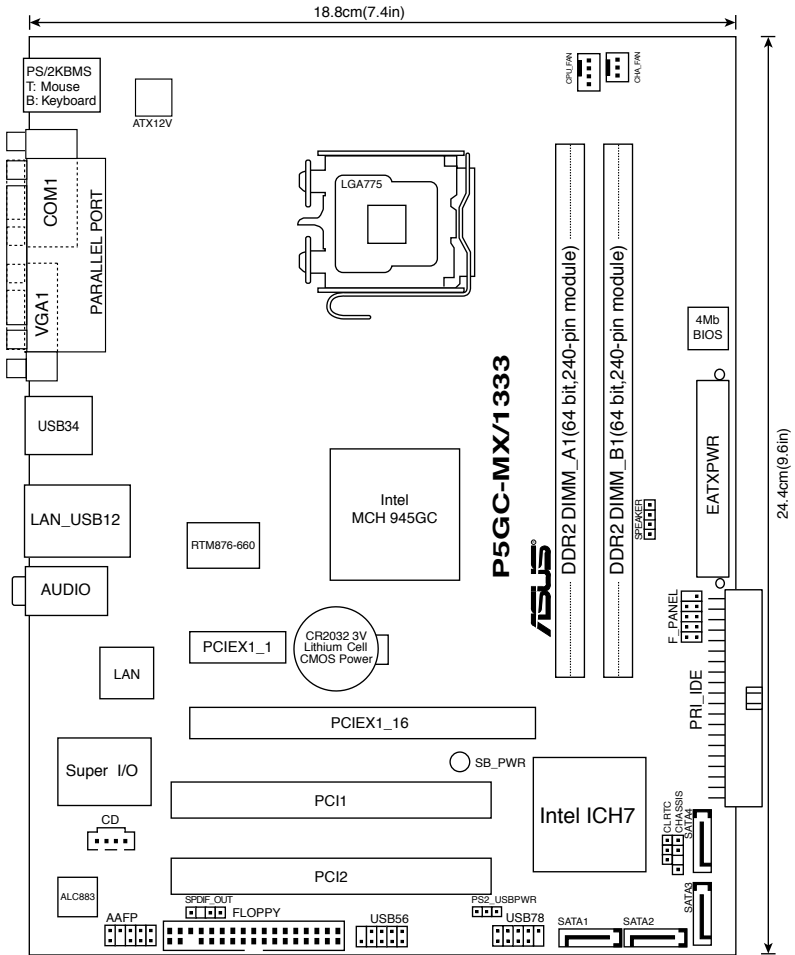 18.8cm(7.4in)
PS/2KBMS
T: Mouse
B: Keyboard
ATX12V
CPU_FAN
CHA_FAN
COM1
PARALLEL PORT
VGA1
LGA775
DDR2 DIMM_A1(64 bit,240-pin module)
DDR2 DIMM_B1(64 bit,240-pin module)
4Mb
BIOS
24.4cm(9.6in)
USB34
LAN_USB12
AUDIO
RTM876-660
Intel
MCH 945GC
P5GC-MX/1333
ASUS
®
SPEAKER
EATXPWR
F_PANEL
PRI_IDE
PCIEX1_1
CR2032 3V
Lithium Cell
CMOS Power
LAN
PCIEX1_16
Super I/O
SB_PWR
PCI1
Intel ICH7
CLRTC
CHASSIS
SATA4
CD
PCI2
ALC883
SPDIF_OUT
AAFP
FLOPPY
USB56
PS2_USBPWR
USB78
SATA1
SATA2
SATA3